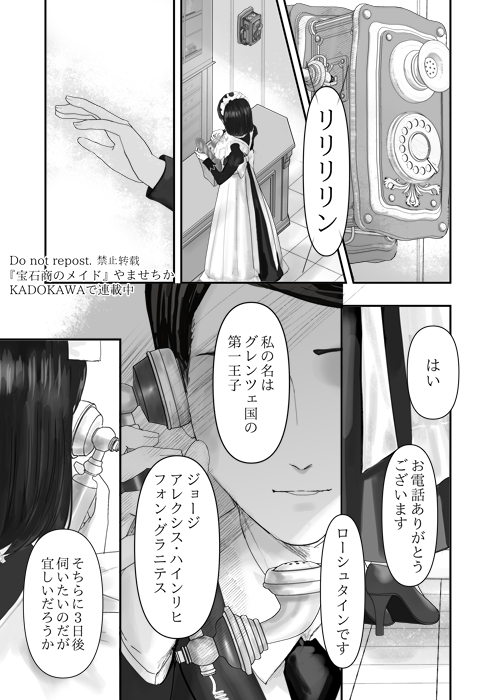 リリリリン
Do not repost. 禁止转载
『宝石商のメイド』やませちか
KADOKAWAで連載中
はい
お電話ありがとう
ございます
ローシュタインです
私の名は
グレンツェ国の
第一王子
ジョージ
アレクシス・ハインリヒ
フォン・グラニテス
そちらに3日後
伺いたいのだが
宜しいだろうか